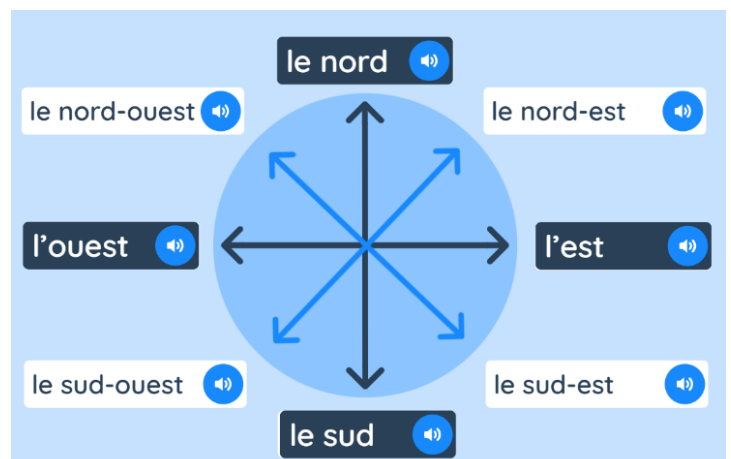 le nord
le nord-ouest
le nord-est
l'ouest
l'est
le sud-ouest
le sud-est
le sud